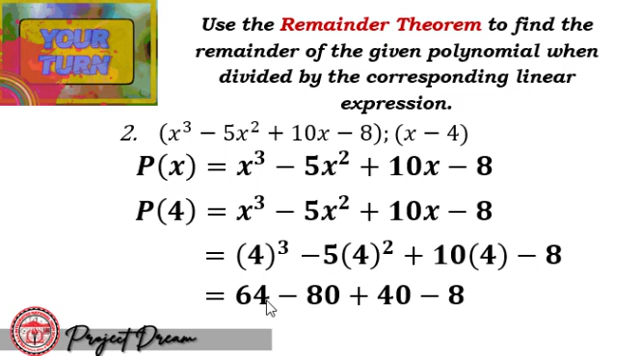 YOUR
TURN
Use the Remainder Theorem to find the
remainder of the given polynomial when
divided by the corresponding linear
expression.
2. (x³ − 5x² + 10x − 8); (x − 4)
P(x) = x³ − 5x² + 10x − 8
P(4) = x³ − 5x² + 10x − 8
= (4)³ −5(4)² + 10(4) − 8
= 64 − 80 + 40 − 8
Project Dream